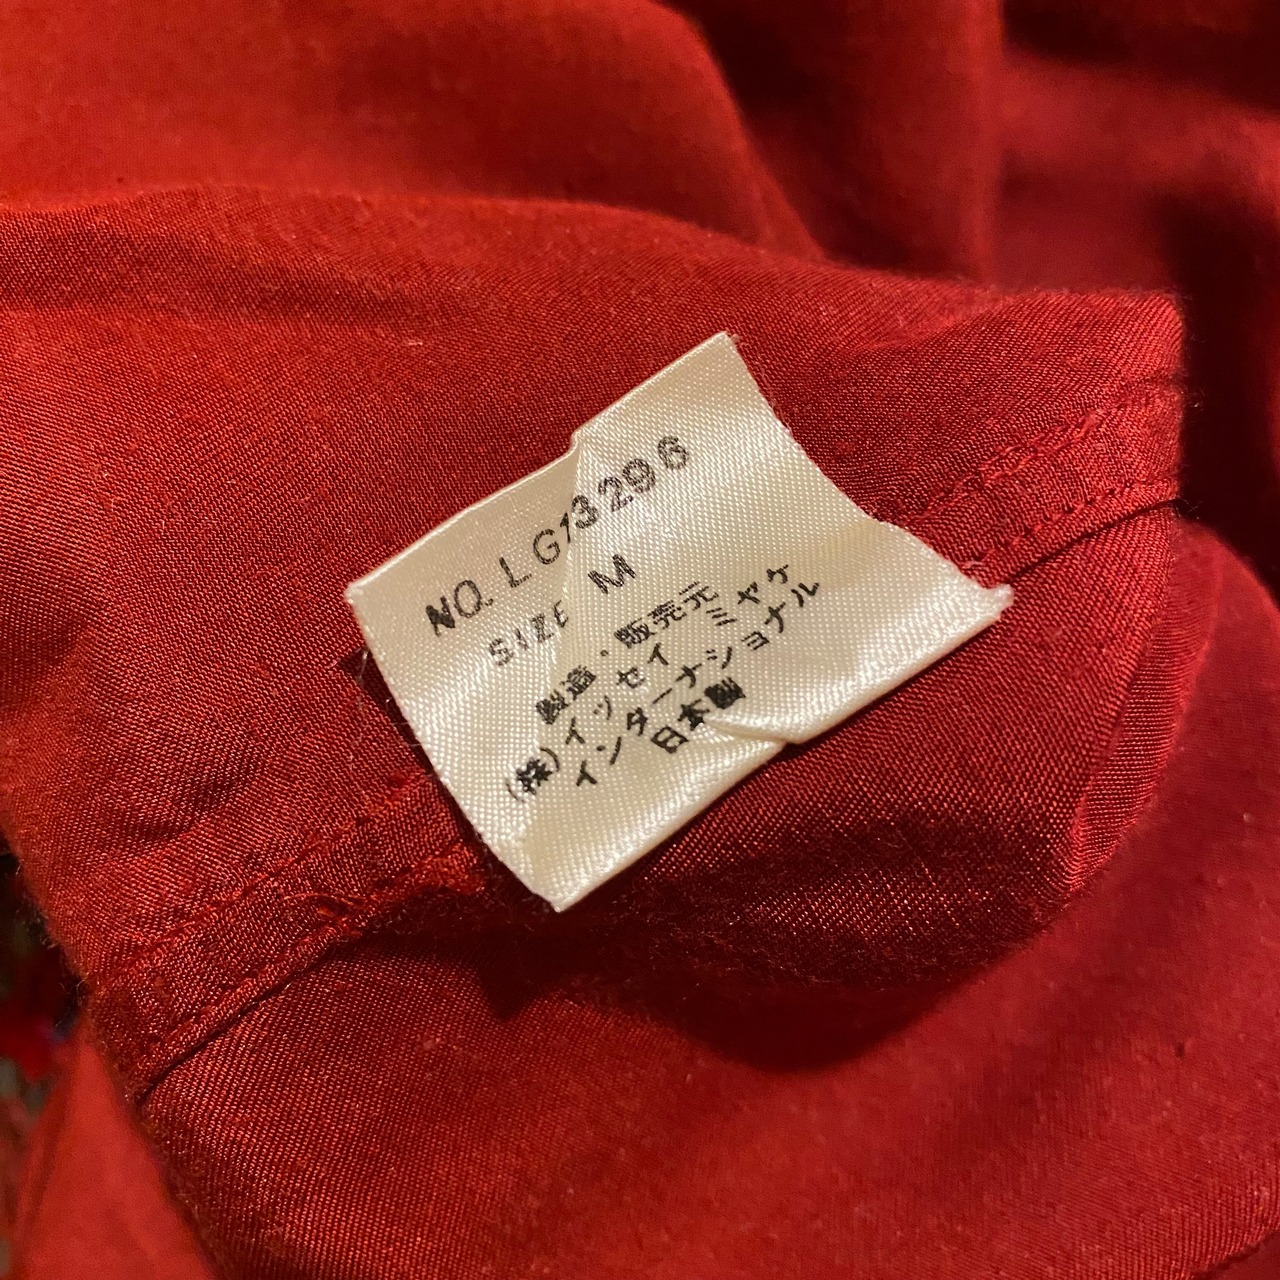 NO. LG13296
SIZE M
製造・販売元
(株)イッセイ ミヤケ
インターナショナル
日本製